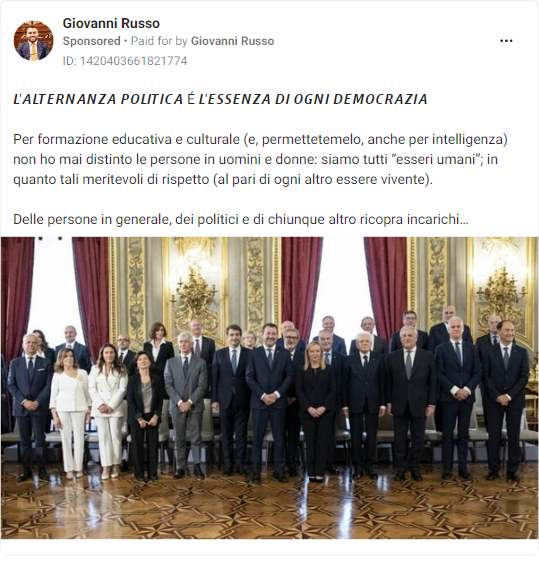 Giovanni Russo
Sponsored • Paid for by Giovanni Russo
ID: 1420403661821774
L'ALTERNANZA POLITICA É L'ESSENZA DI OGNI DEMOCRAZIA
Per formazione educativa e culturale (e, permettetemelo, anche per intelligenza)
non ho mai distinto le persone in uomini e donne: siamo tutti “esseri umani”; in
quanto tali meritevoli di rispetto (al pari di ogni altro essere vivente).
Delle persone in generale, dei politici e di chiunque altro ricopra incarichi...